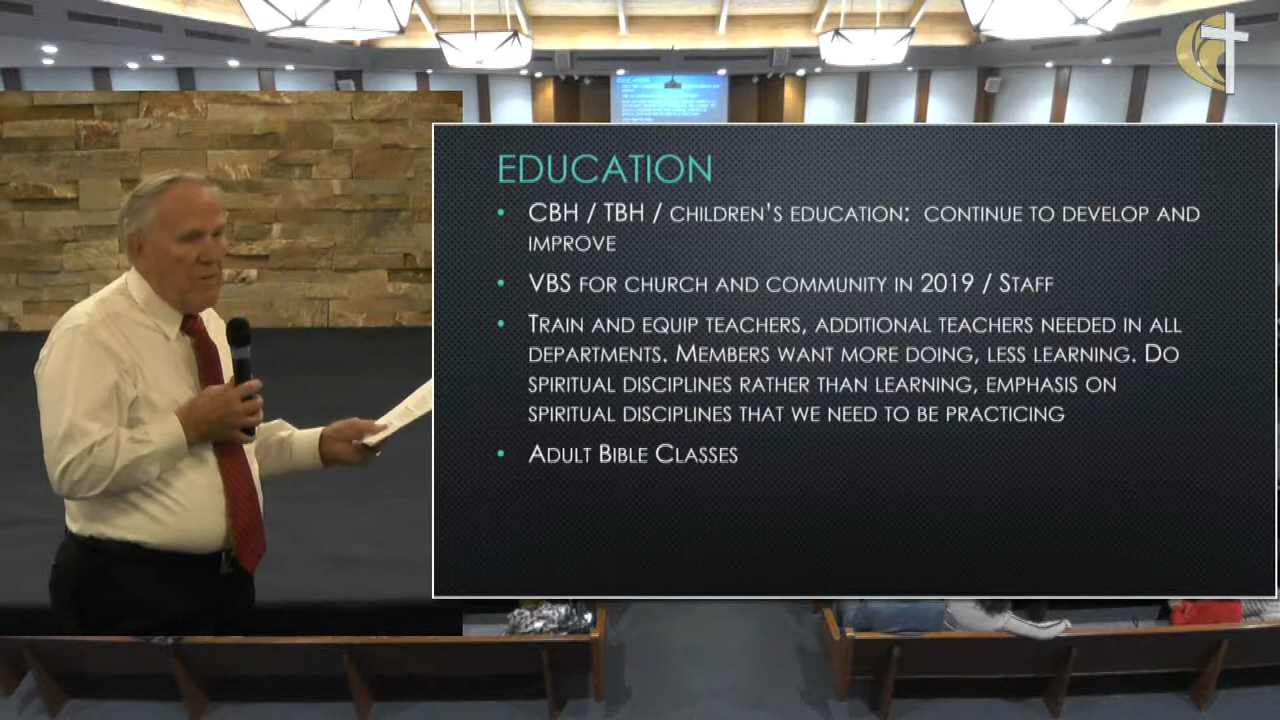 EDUCATION
• CBH / TBH / CHILDREN'S EDUCATION: CONTINUE TO DEVELOP AND
IMPROVE
• VBS FOR CHURCH AND COMMUNITY IN 2019 / STAFF
• TRAIN AND EQUIP TEACHERS, ADDITIONAL TEACHERS NEEDED IN ALL
DEPARTMENTS. MEMBERS WANT MORE DOING, LESS LEARNING. DO
SPIRITUAL DISCIPLINES RATHER THAN LEARNING, EMPHASIS ON
SPIRITUAL DISCIPLINES THAT WE NEED TO BE PRACTICING
• ADULT BIBLE CLASSES